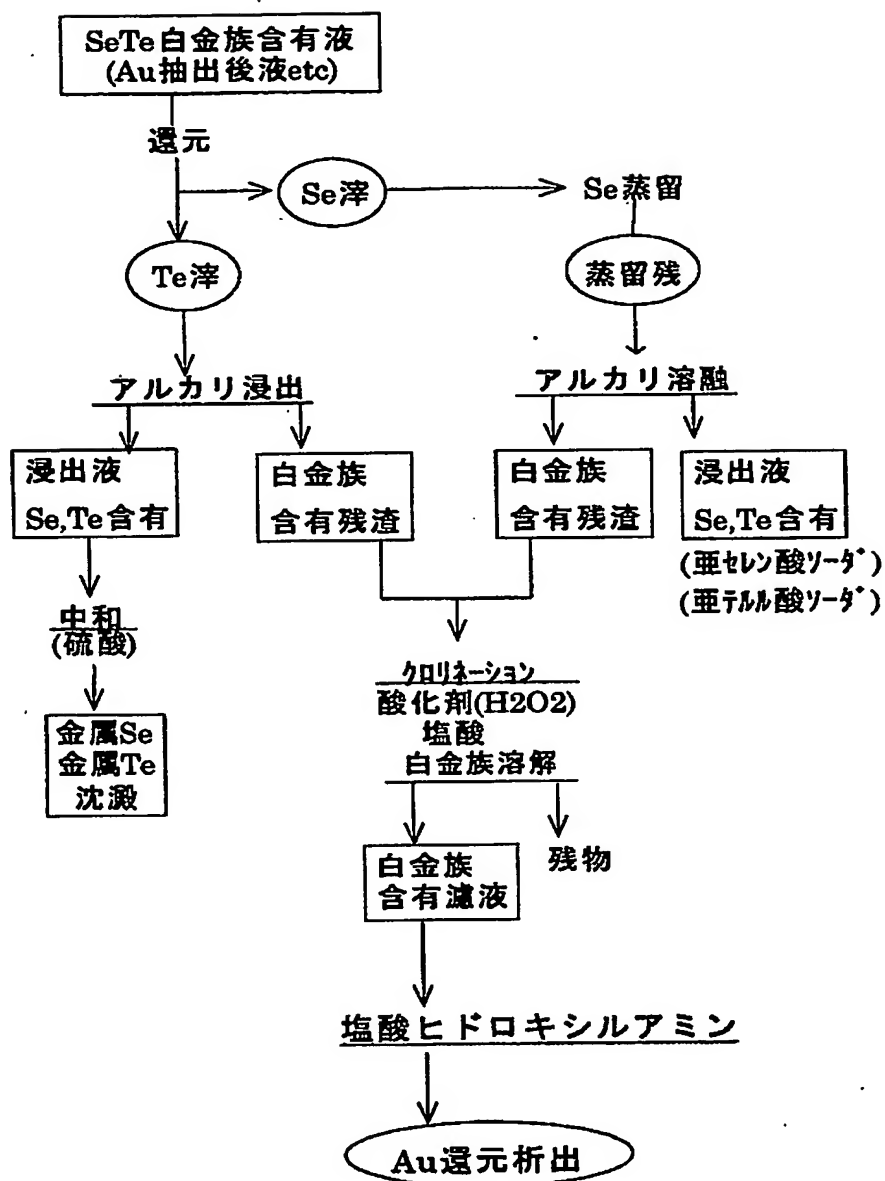 SeTe白金族含有液
(Au抽出後液etc)
還元
Se滓
Se蒸留
Te滓
蒸留残
アルカリ浸出
アルカリ溶融
浸出液
Se,Te含有
白金族
含有残渣
白金族
含有残渣
浸出液
Se,Te含有
(亜ｾﾚﾝ酸ｿｰﾀﾞ)
(亜ﾃﾙﾙ酸ｿｰﾀﾞ)
中和
(硫酸)
金属Se
金属Te
沈澱
ｸﾛﾘﾈｰｼｮﾝ
酸化剤(H2O2)
塩酸
白金族溶解
白金族
含有濾液
残物
塩酸ヒドロキシルアミン
Au還元析出